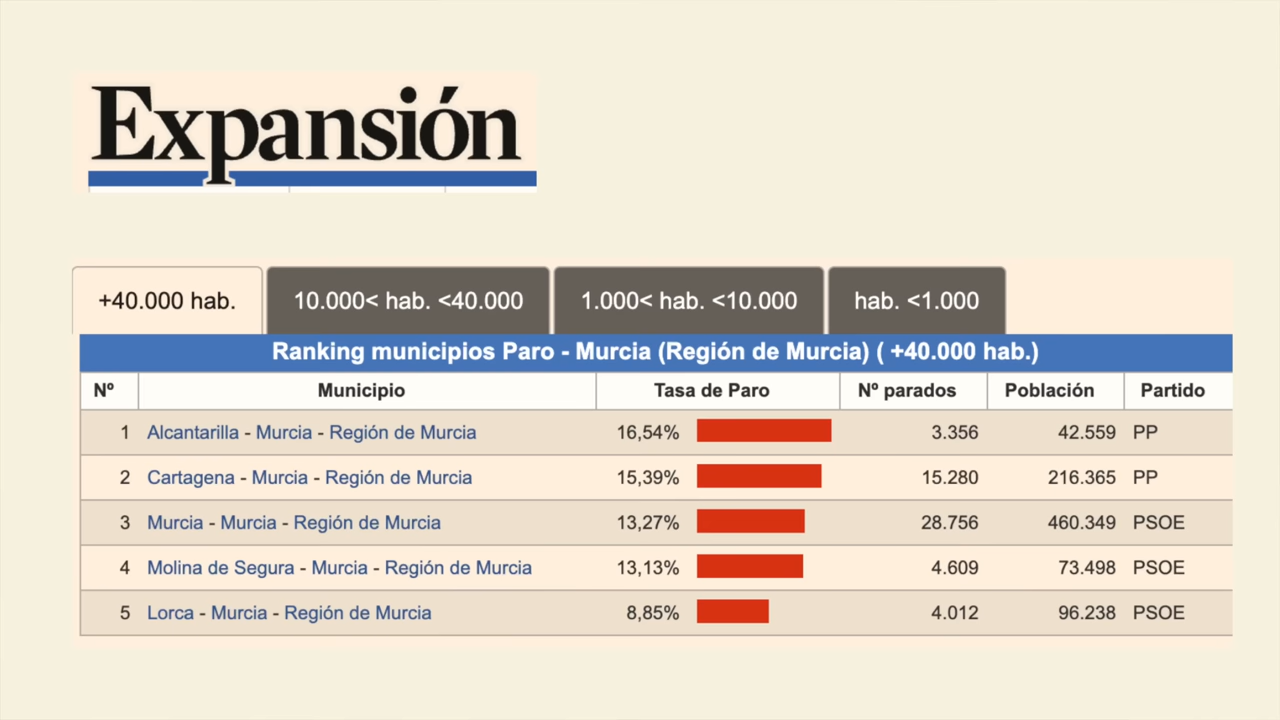 Expansión
+40.000 hab. 10.000< hab. <40.000 1.000< hab. <10.000 hab. <1.000
Ranking municipios Paro - Murcia (Región de Murcia) ( +40.000 hab.)
Nº Municipio Tasa de Paro Nº parados Población Partido
1 Alcantarilla - Murcia - Región de Murcia 16,54% 3.356 42.559 PP
2 Cartagena - Murcia - Región de Murcia 15,39% 15.280 216.365 PP
3 Murcia - Murcia - Región de Murcia 13,27% 28.756 460.349 PSOE
4 Molina de Segura - Murcia - Región de Murcia 13,13% 4.609 73.498 PSOE
5 Lorca - Murcia - Región de Murcia 8,85% 4.012 96.238 PSOE